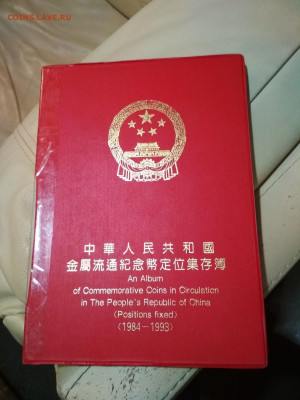 coins.lave.ru
中華人民共和國
金屬流通紀念幣定位集存簿
An Album
of Commemorative Coins in Circulation
in The People's Republic of China
(Positions fixed)
(1984—1993)